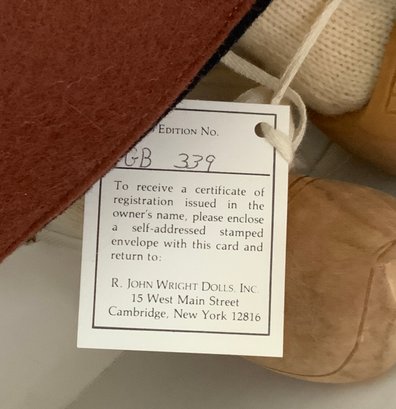 Edition No.
GB 339
To receive a certificate of
registration issued in the
owner's name, please enclose
a self-addressed stamped
envelope with this card and
return to:
R. John Wright Dolls, Inc.
15 West Main Street
Cambridge, New York 12816